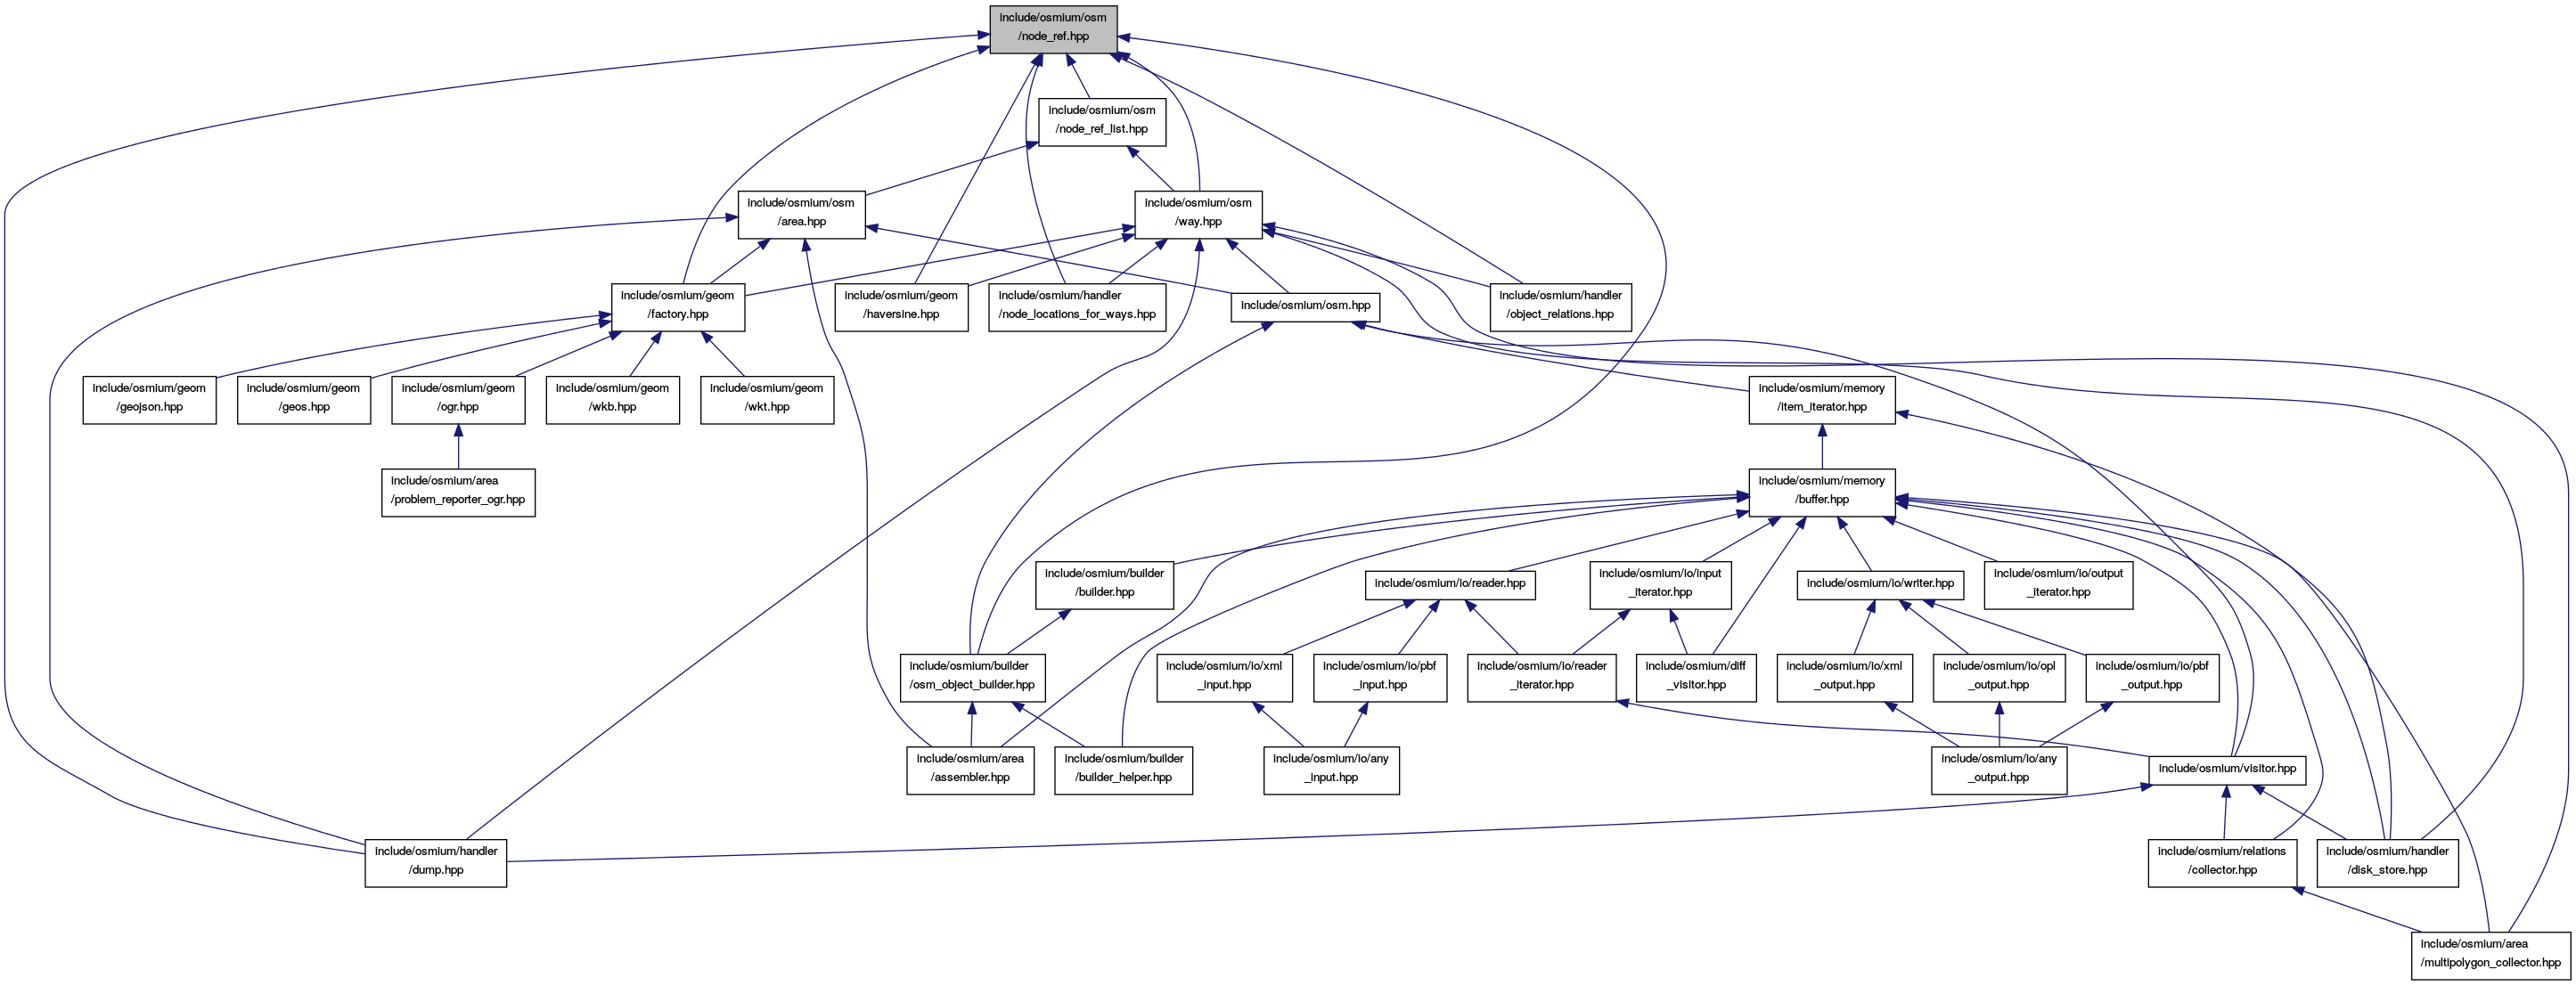 include/osmium/osm
/node_ref.hpp
include/osmium/osm
/node_ref_list.hpp
include/osmium/osm
/area.hpp
include/osmium/osm
/way.hpp
include/osmium/geom
/factory.hpp
include/osmium/geom
/haversine.hpp
include/osmium/handler
/node_locations_for_ways.hpp
include/osmium/osm.hpp
include/osmium/handler
/object_relations.hpp
include/osmium/geom
/geojson.hpp
include/osmium/geom
/geos.hpp
include/osmium/geom
/ogr.hpp
include/osmium/geom
/wkb.hpp
include/osmium/geom
/wkt.hpp
include/osmium/memory
/item_iterator.hpp
include/osmium/area
/problem_reporter_ogr.hpp
include/osmium/memory
/buffer.hpp
include/osmium/builder
/builder.hpp
include/osmium/io/reader.hpp
include/osmium/io/input
_iterator.hpp
include/osmium/io/writer.hpp
include/osmium/io/output
_iterator.hpp
include/osmium/builder
/osm_object_builder.hpp
include/osmium/io/xml
_input.hpp
include/osmium/io/pbf
_input.hpp
include/osmium/io/reader
_iterator.hpp
include/osmium/diff
_visitor.hpp
include/osmium/io/xml
_output.hpp
include/osmium/io/opl
_output.hpp
include/osmium/io/pbf
_output.hpp
include/osmium/area
/assembler.hpp
include/osmium/builder
/builder_helper.hpp
include/osmium/io/any
_input.hpp
include/osmium/io/any
_output.hpp
include/osmium/visitor.hpp
include/osmium/handler
/dump.hpp
include/osmium/relations
/collector.hpp
include/osmium/handler
/disk_store.hpp
include/osmium/area
/multipolygon_collector.hpp